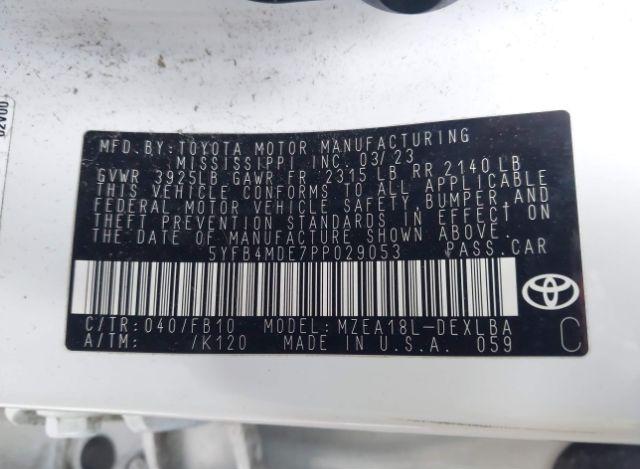 02V00
MFD.BY:TOYOTA MOTOR MANUFACTURING
MISSISSIPPI INC. 03/23
GVWR 3925LB GAWR FR 2315 LB RR 2140 LB
THIS VEHICLE CONFORMS TO ALL APPLICABLE
FEDERAL MOTOR VEHICLE SAFETY,BUMPER,AND
THEFT PREVENTION STANDARDS IN EFFECT ON
THE DATE OF MANUFACTURE SHOWN ABOVE.
5YFB4MDE7PP029053 PASS.CAR
C/TR: 040/FB10 MODEL: MZEA18L-DEXLBA
A/TM: /K120 MADE IN U.S.A. 059 C